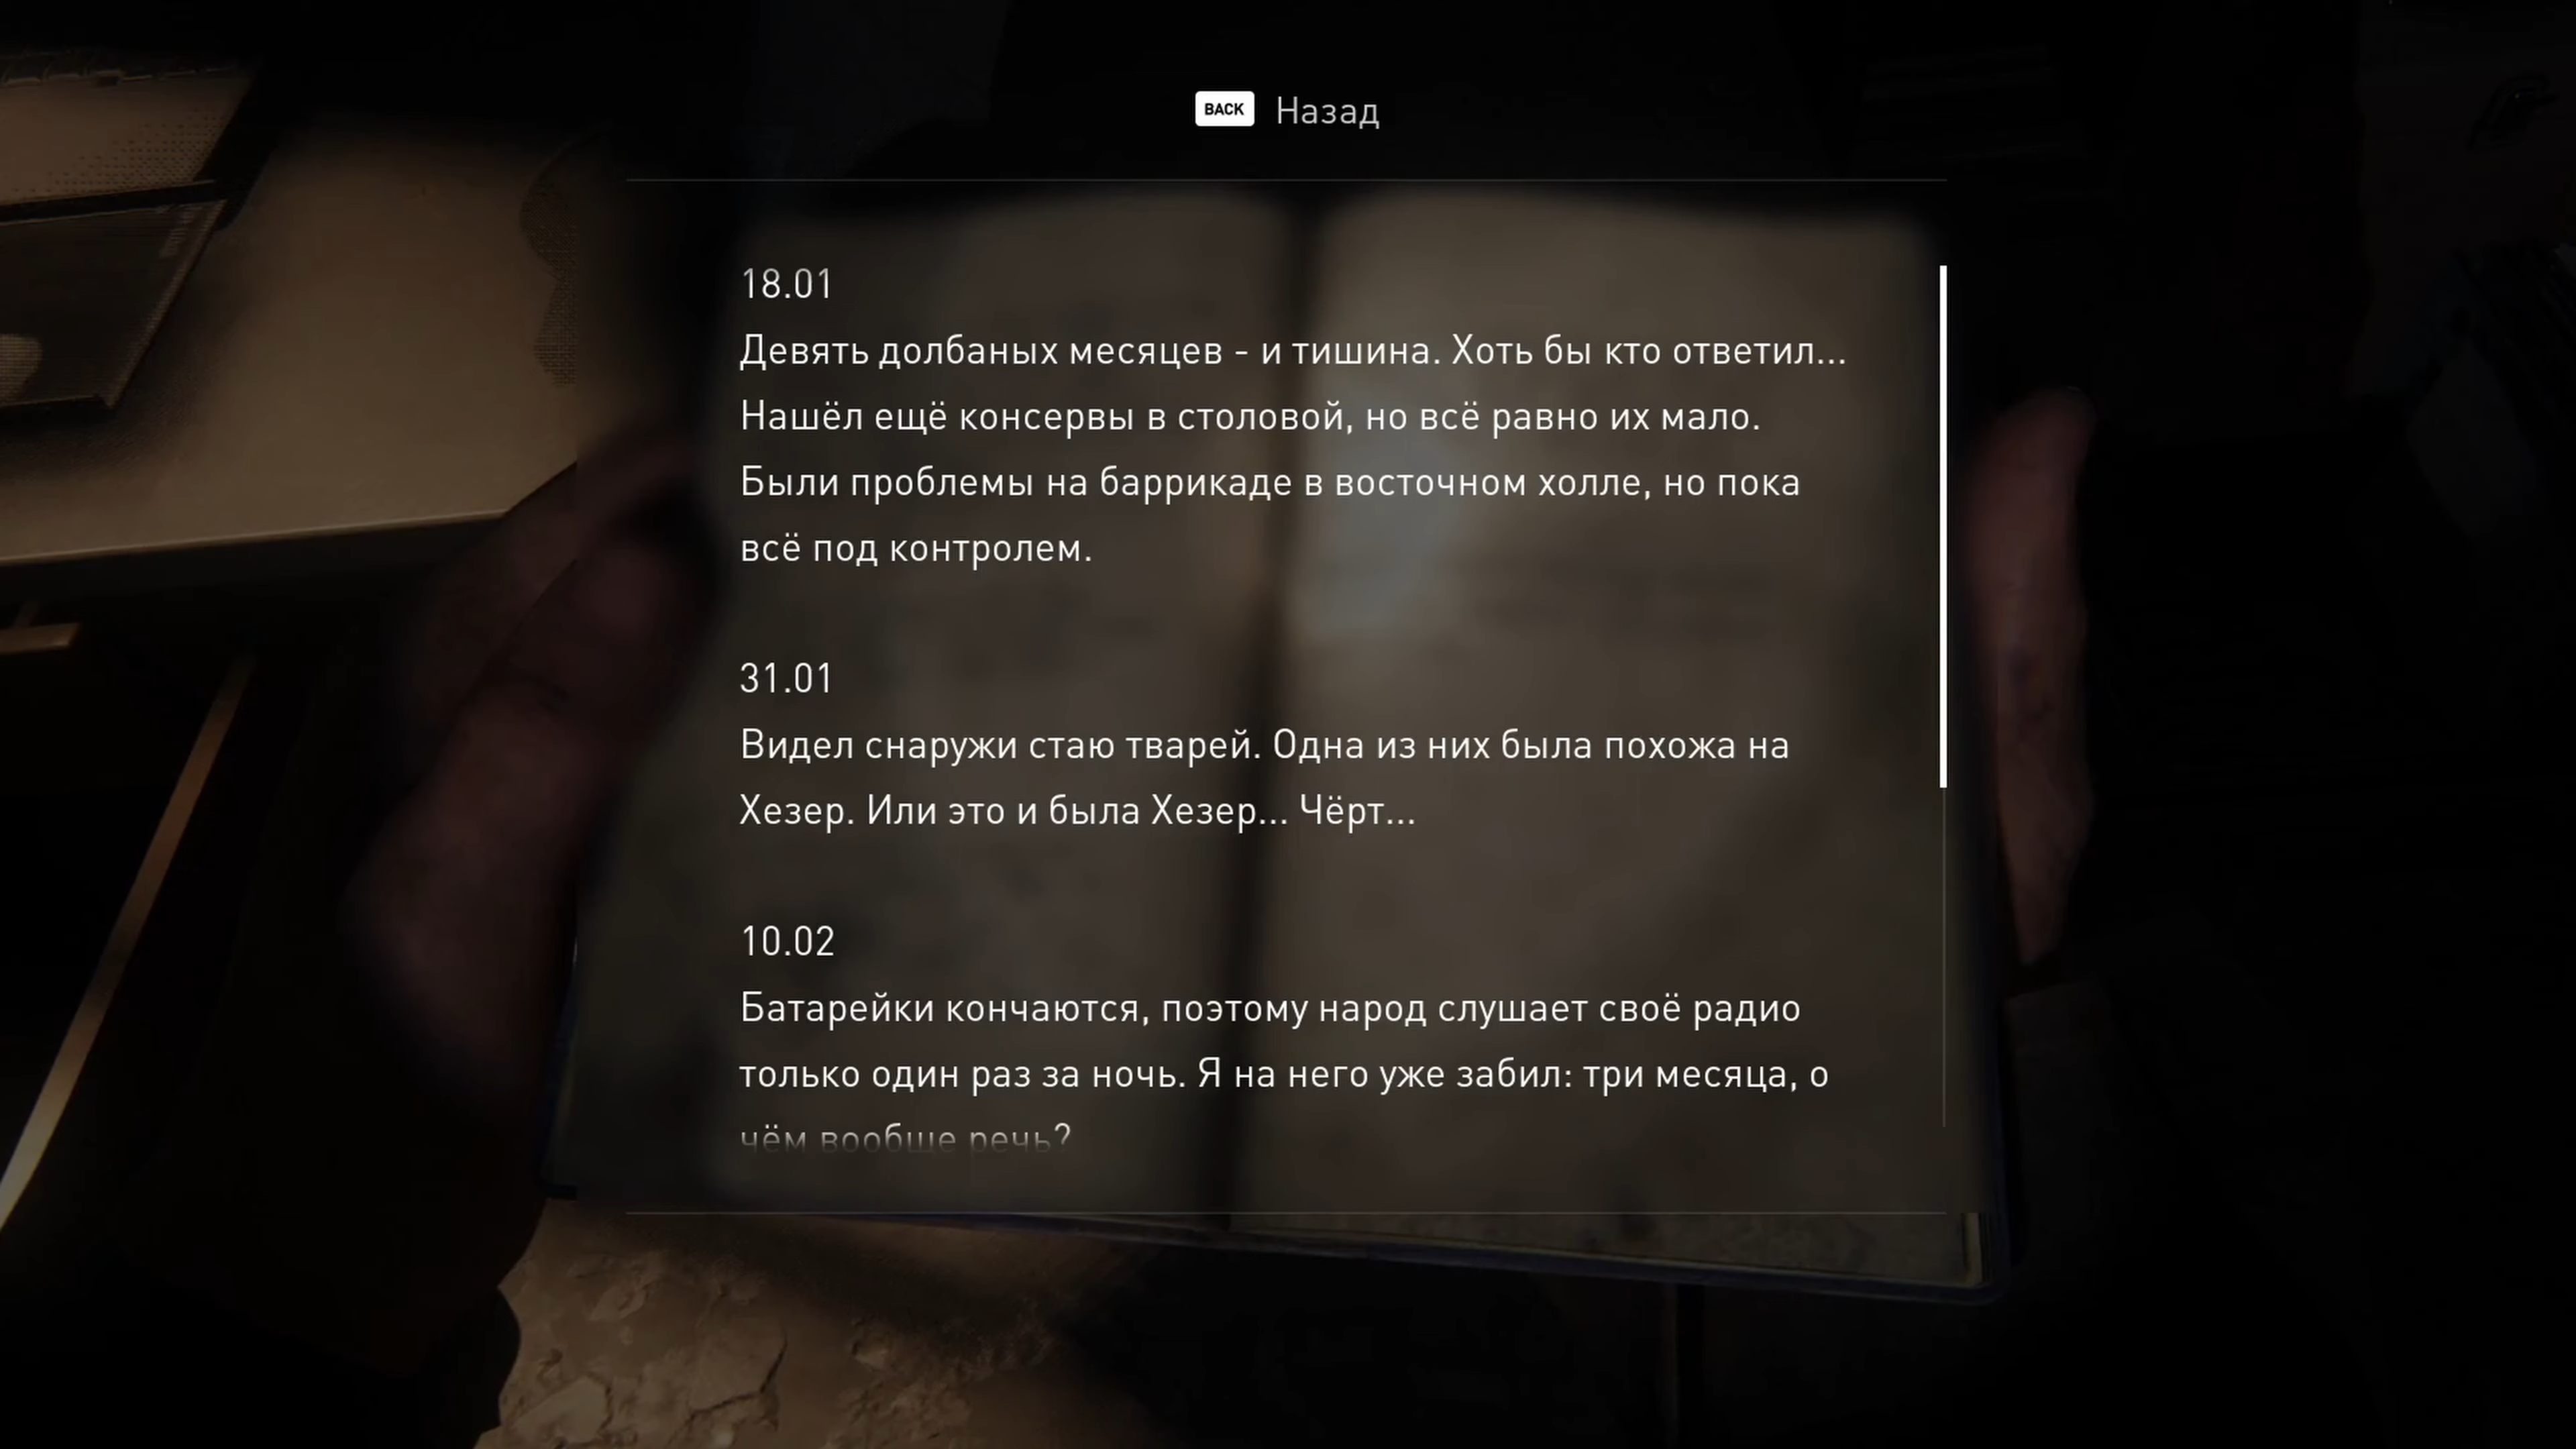 BACK Назад
18.01
Девять долбаных месяцев - и тишина. Хоть бы кто ответил...
Нашёл ещё консервы в столовой, но всё равно их мало.
Были проблемы на баррикаде в восточном холле, но пока
всё под контролем.
31.01
Видел снаружи стаю тварей. Одна из них была похожа на
Хезер. Или это и была Хезер... Чёрт...
10.02
Батарейки кончаются, поэтому народ слушает своё радио
только один раз за ночь. Я на него уже забил: три месяца, о
чём вообще речь?